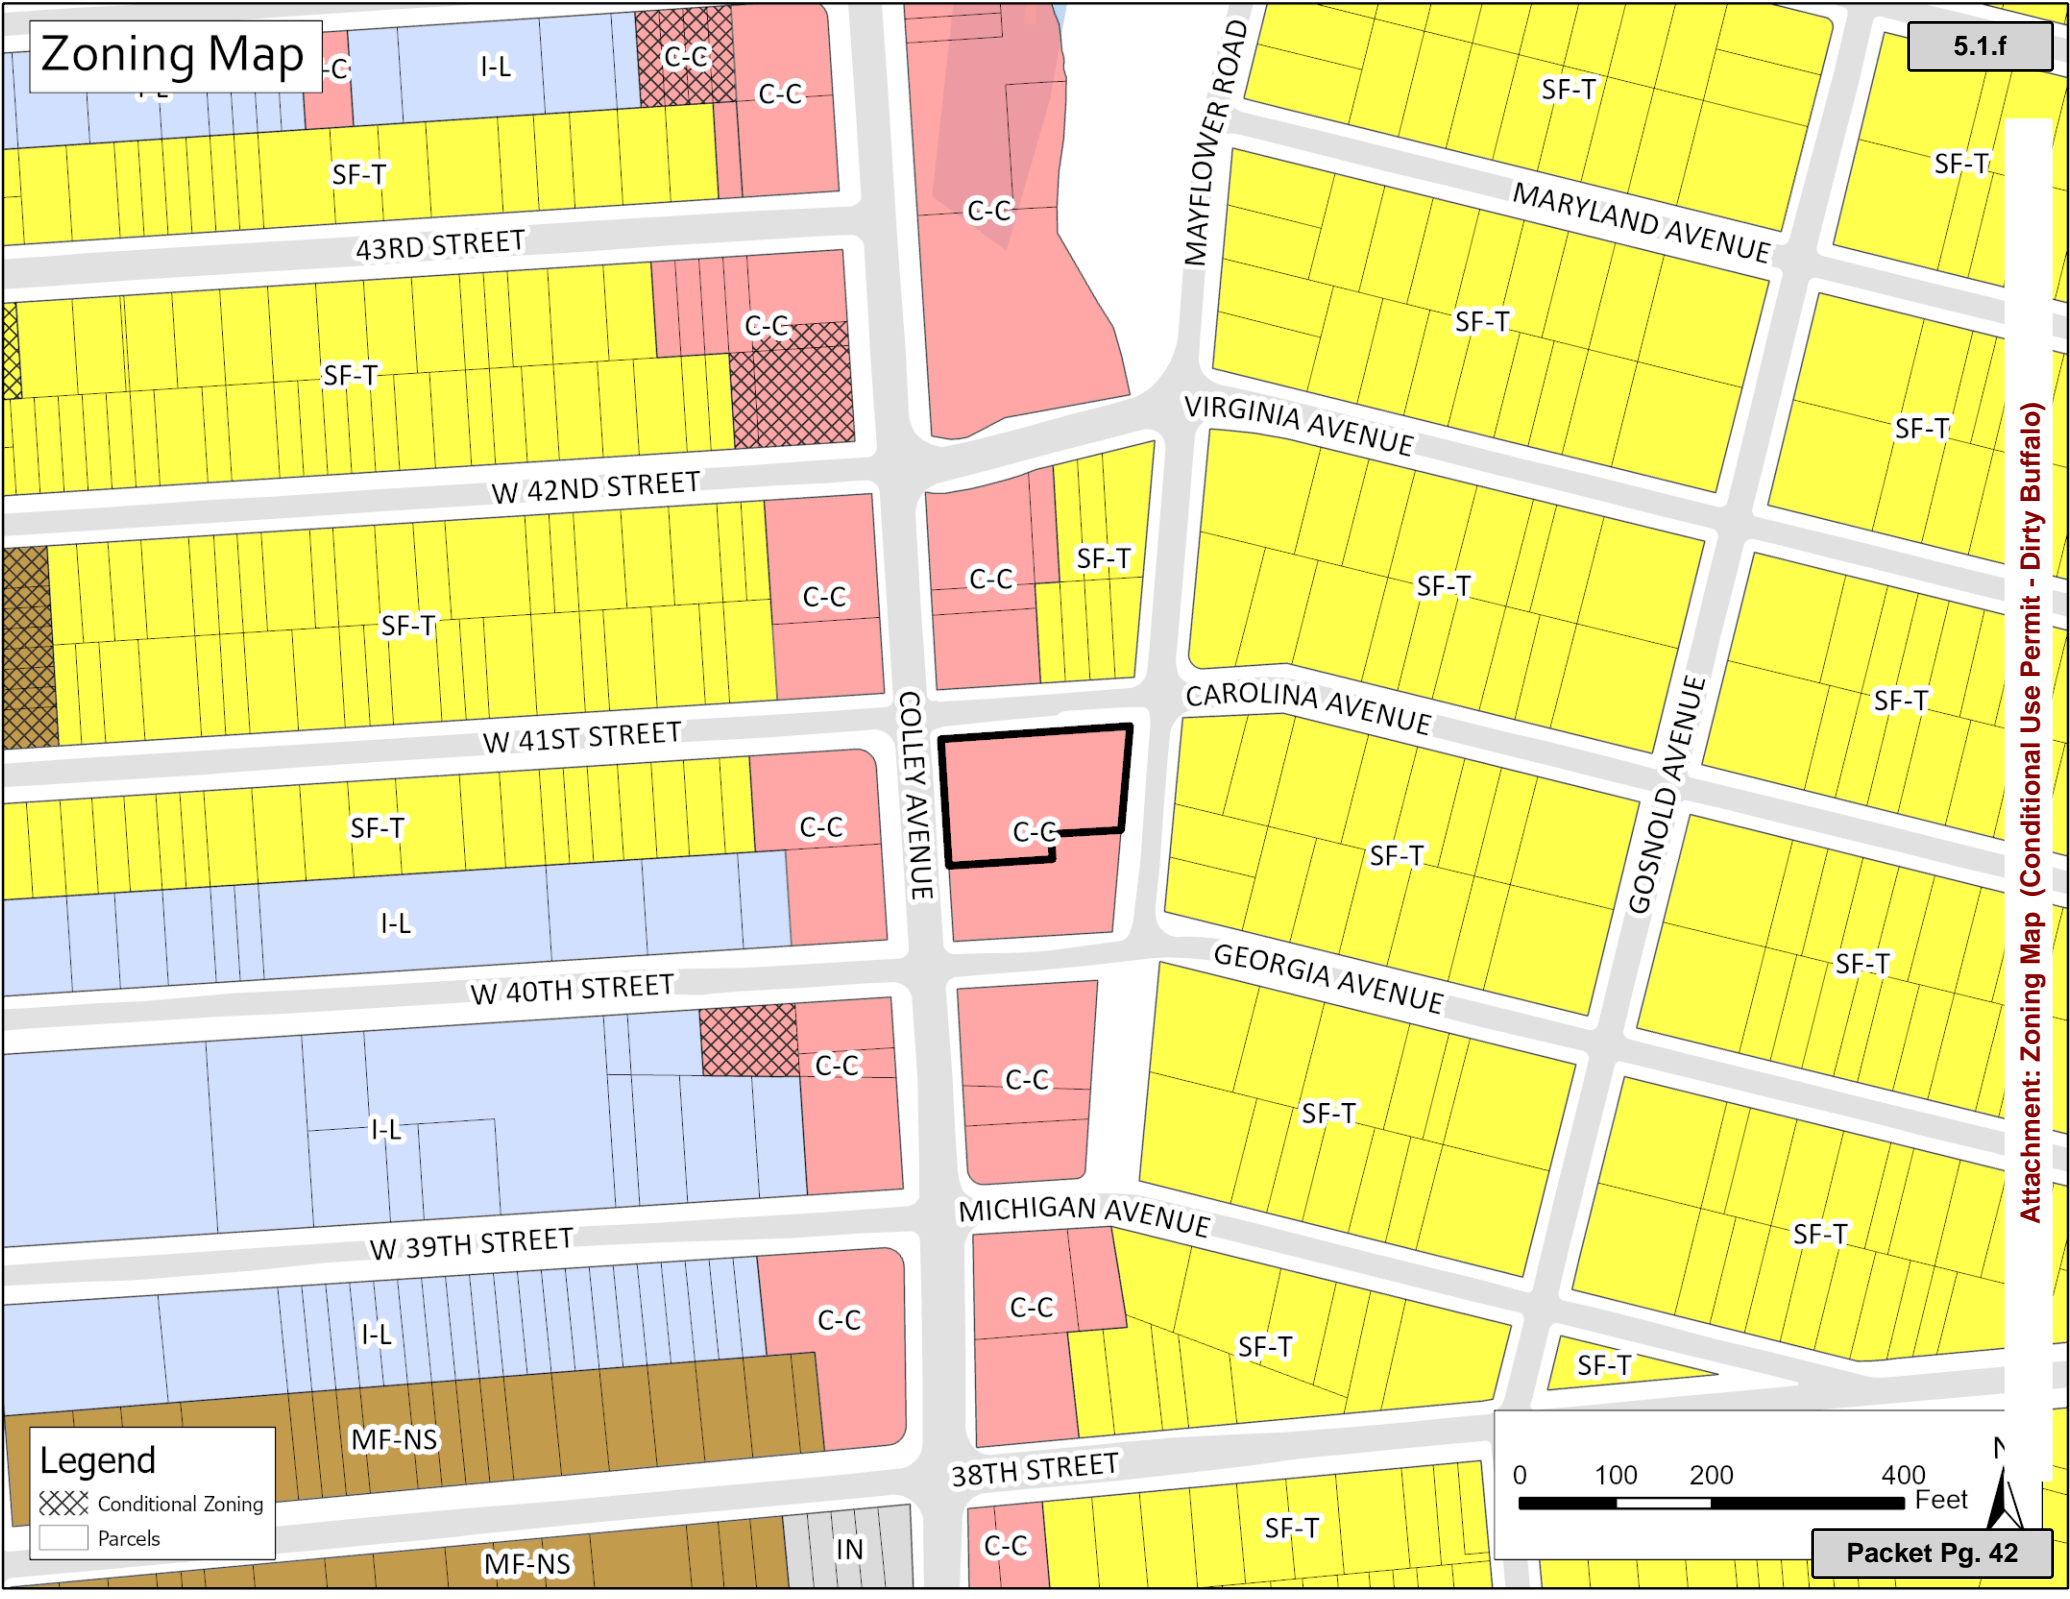 Zoning Map
5.1.f
I-L
C-C
C-C
SF-T
SF-T
SF-T
C-C
MAYFLOWER ROAD
MARYLAND AVENUE
43RD STREET
C-C
SF-T
SF-T
VIRGINIA AVENUE
SF-T
W 42ND STREET
C-C
SF-T
C-C
SF-T
SF-T
C-C
SF-T
COLLEY AVENUE
CAROLINA AVENUE
GOSNOLD AVENUE
SF-T
W 41ST STREET
SF-T
C-C
C-C
SF-T
I-L
GEORGIA AVENUE
SF-T
W 40TH STREET
C-C
C-C
I-L
SF-T
MICHIGAN AVENUE
SF-T
W 39TH STREET
C-C
C-C
I-L
SF-T
SF-T
MF-NS
38TH STREET
C-C
SF-T
IN
MF-NS
Legend
Conditional Zoning
Parcels
0 100 200 400
Feet
Attachment: Zoning Map (Conditional Use Permit - Dirty Buffalo)
Packet Pg. 42